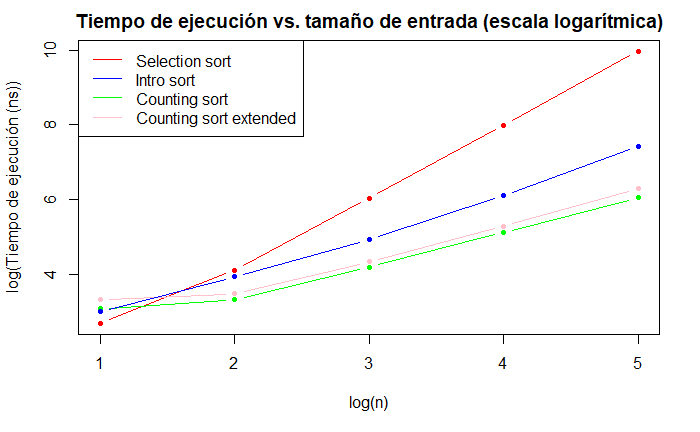 Tiempo de ejecución vs. tamaño de entrada (escala logarítmica)
log(Tiempo de ejecución (ns))
10
8
6
4
Selection sort
Intro sort
Counting sort
Counting sort extended
1 2 3 4 5
log(n)